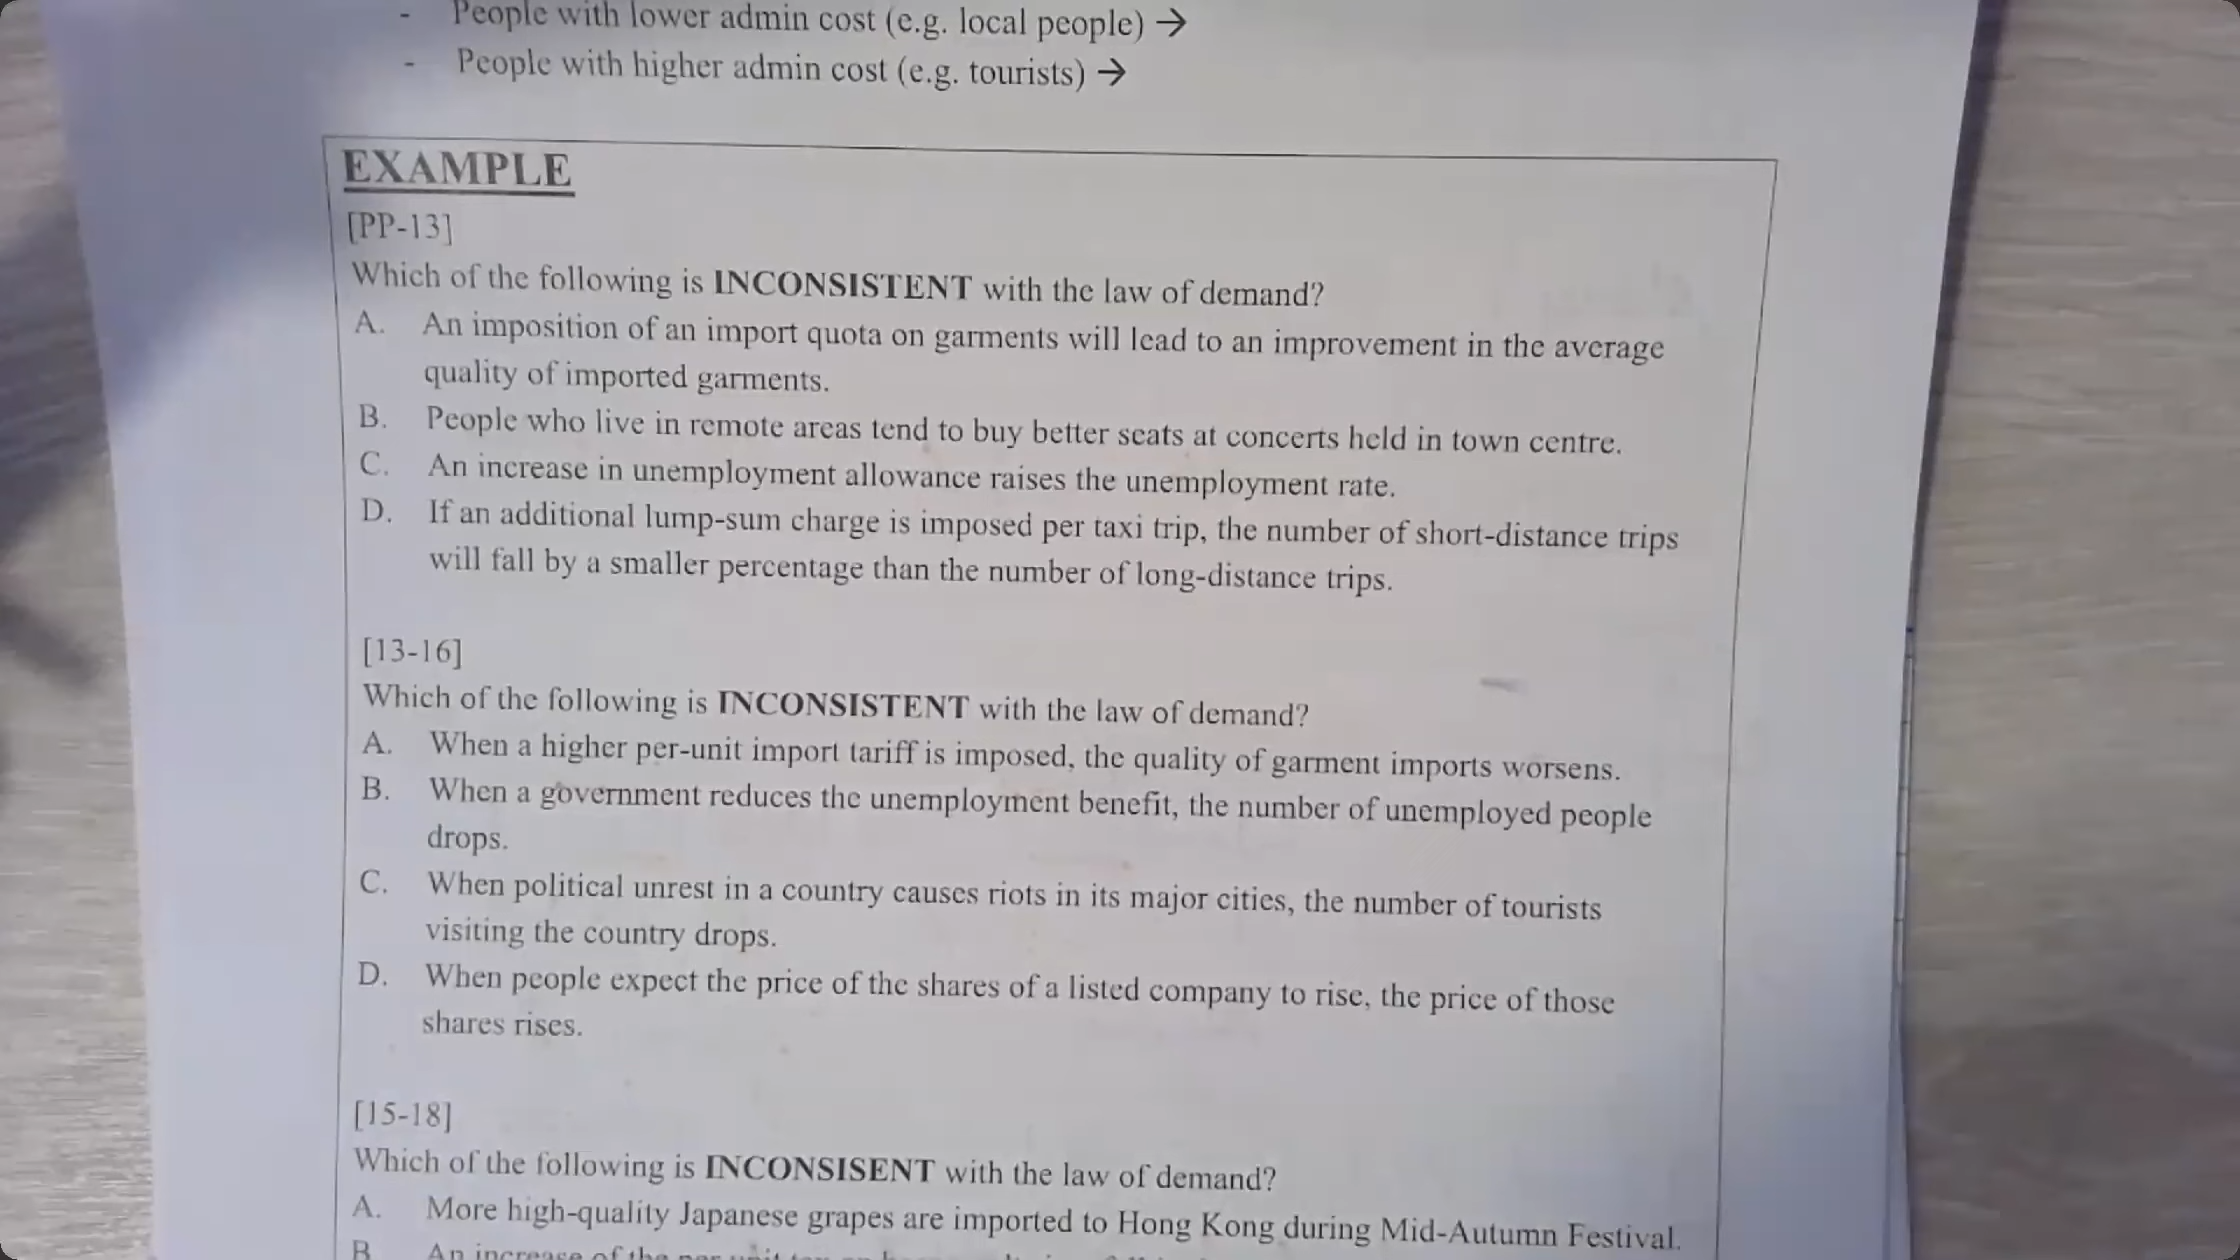 - People with lower admin cost (e.g. local people) →
- People with higher admin cost (e.g. tourists) →
EXAMPLE
[PP-13]
Which of the following is INCONSISTENT with the law of demand?
A. An imposition of an import quota on garments will lead to an improvement in the average
quality of imported garments.
B. People who live in remote areas tend to buy better seats at concerts held in town centre.
C. An increase in unemployment allowance raises the unemployment rate.
D. If an additional lump-sum charge is imposed per taxi trip, the number of short-distance trips
will fall by a smaller percentage than the number of long-distance trips.
[13-16]
Which of the following is INCONSISTENT with the law of demand?
A. When a higher per-unit import tariff is imposed, the quality of garment imports worsens.
B. When a government reduces the unemployment benefit, the number of unemployed people
drops.
C. When political unrest in a country causes riots in its major cities, the number of tourists
visiting the country drops.
D. When people expect the price of the shares of a listed company to rise, the price of those
shares rises.
[15-18]
Which of the following is INCONSISENT with the law of demand?
A. More high-quality Japanese grapes are imported to Hong Kong during Mid-Autumn Festival.
B. An increase of the per unit tax on